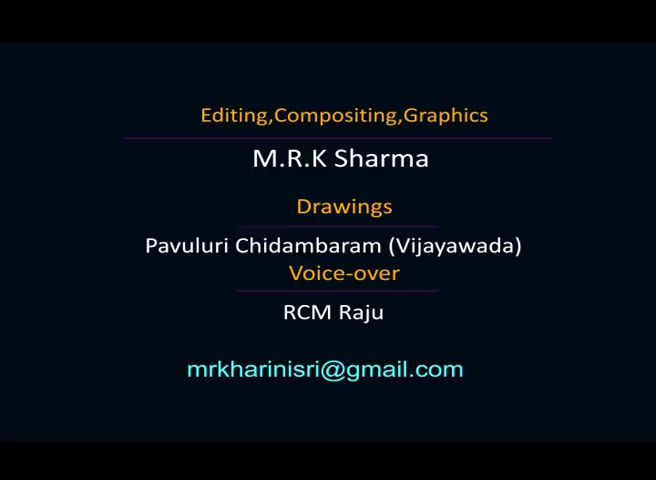 Editing,Compositing,Graphics
M.R.K Sharma
Drawings
Pavuluri Chidambaram (Vijayawada)
Voice-over
RCM Raju
mrkharinisri@gmail.com